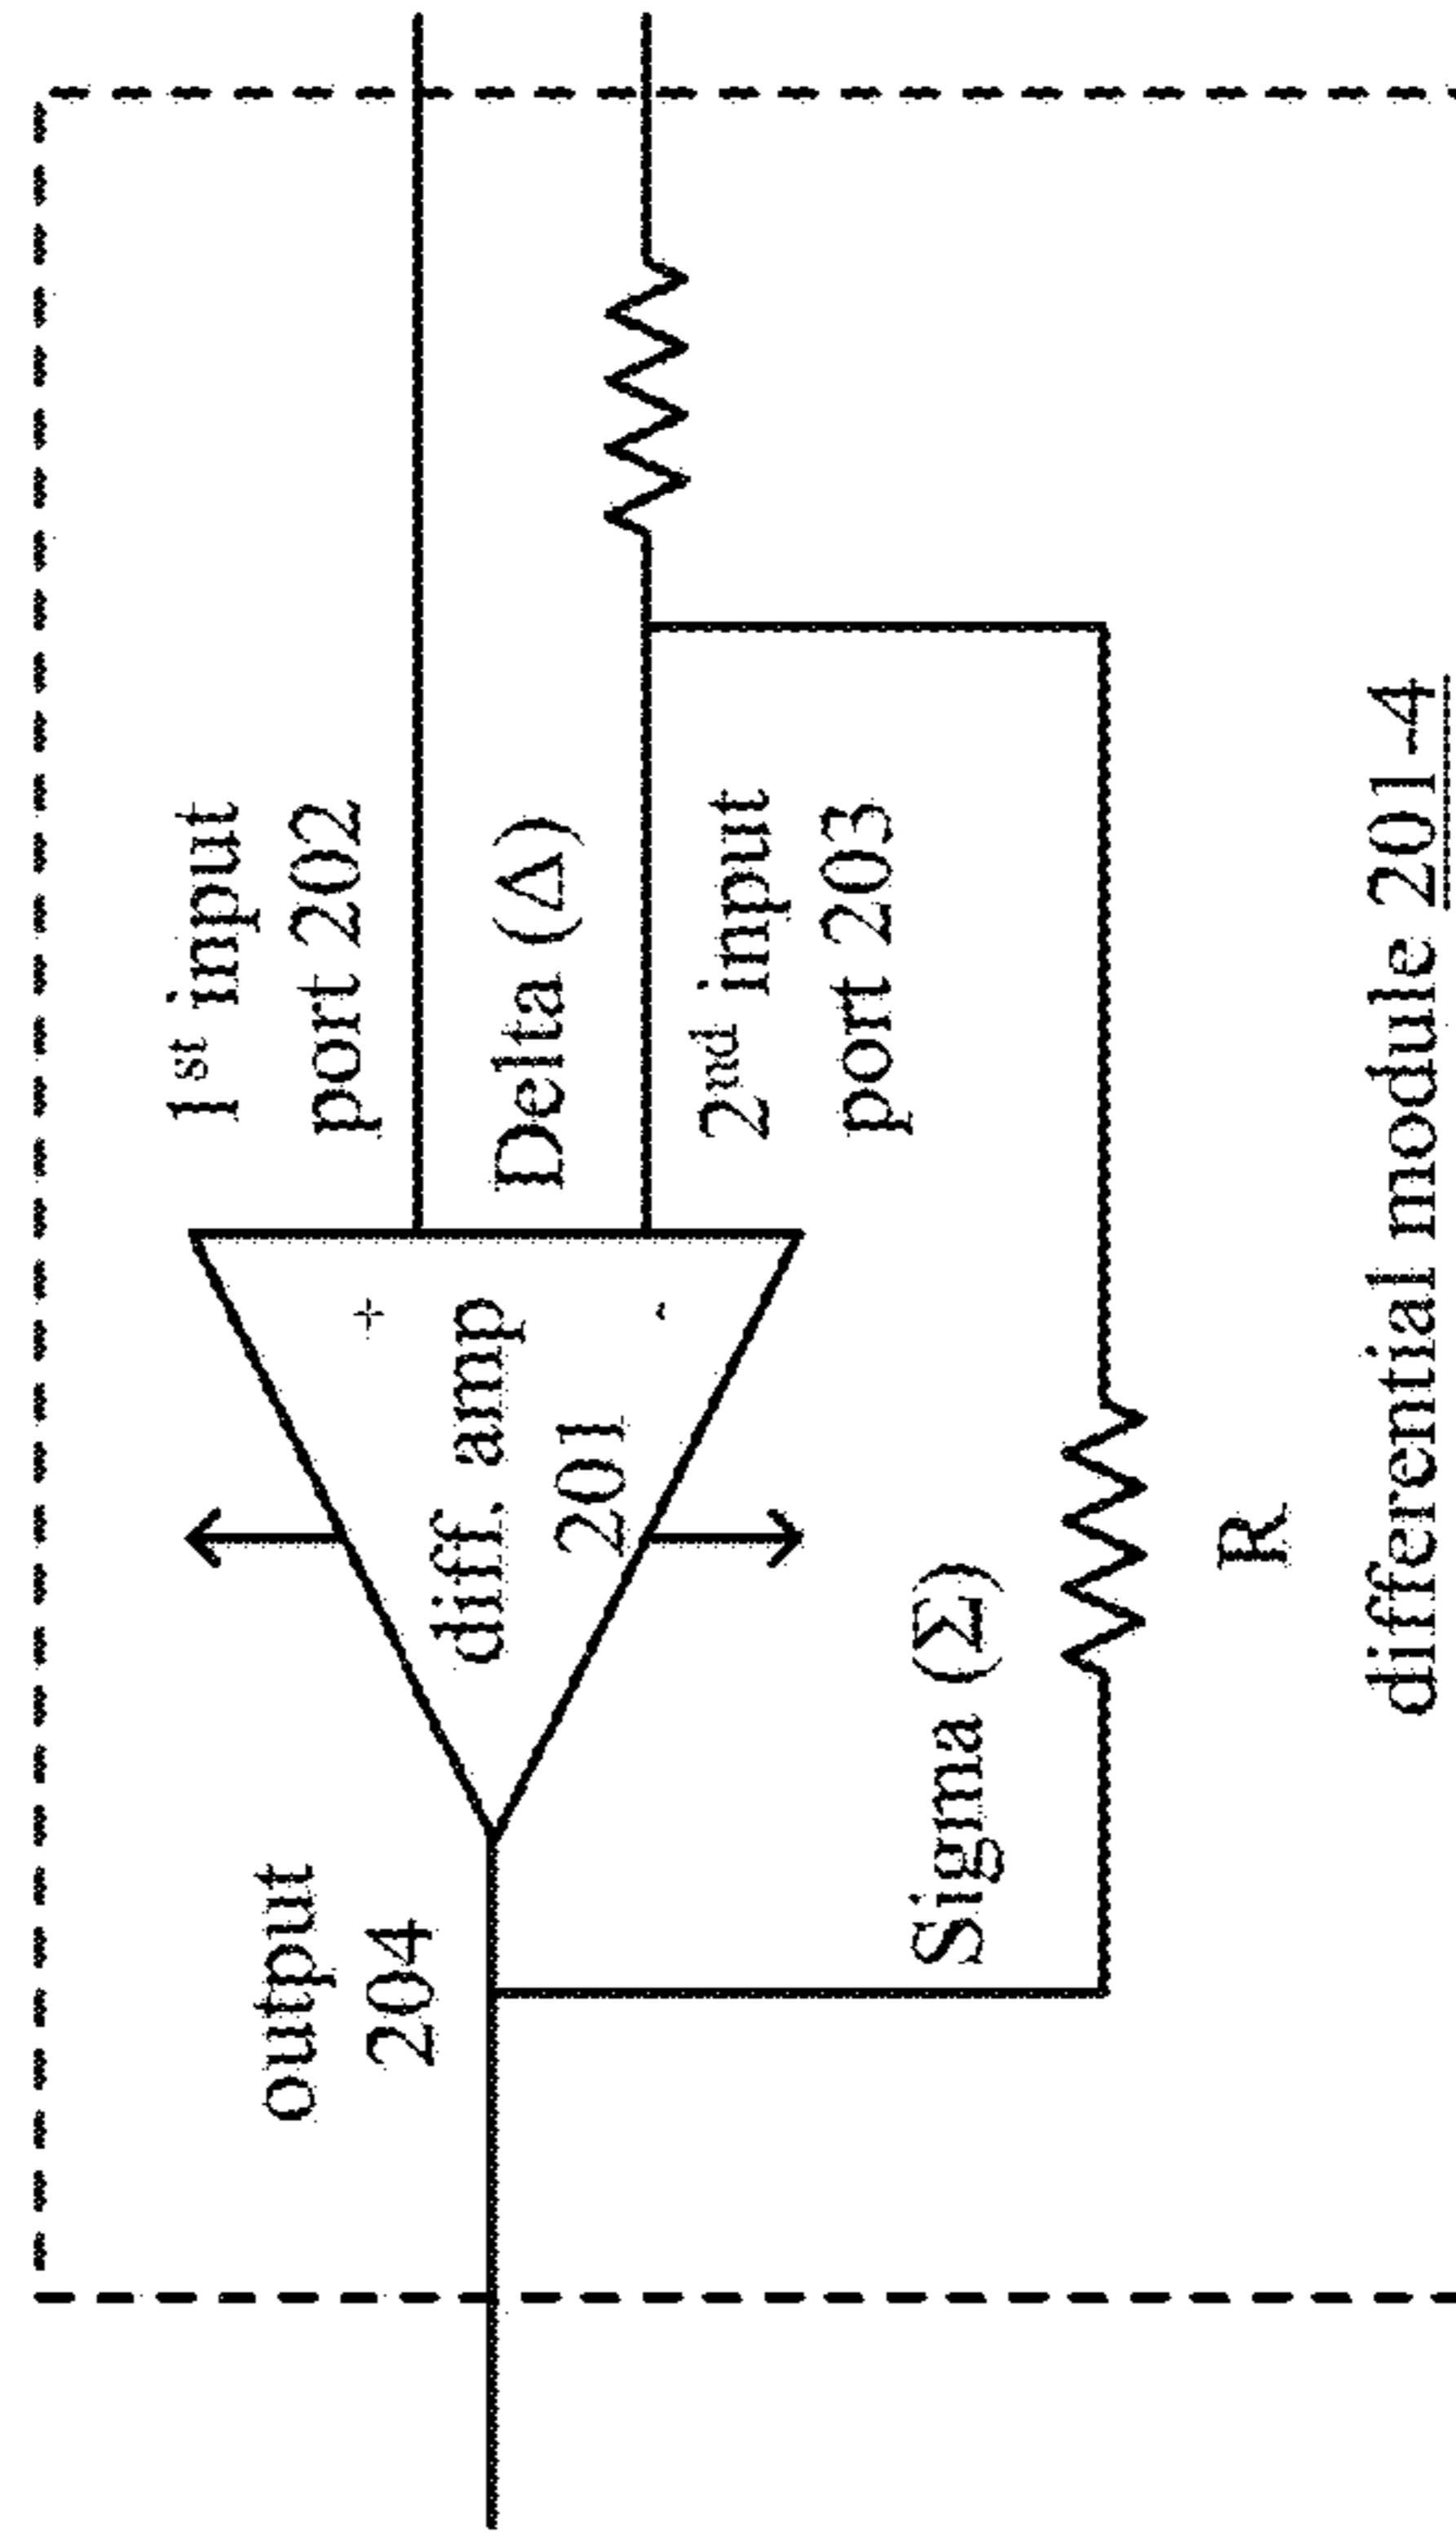 1st input
port 202
Delta (Δ)
2nd input
port 203
+
-
diff. amp
201
output
204
Sigma (Σ)
R
differential module 201-4